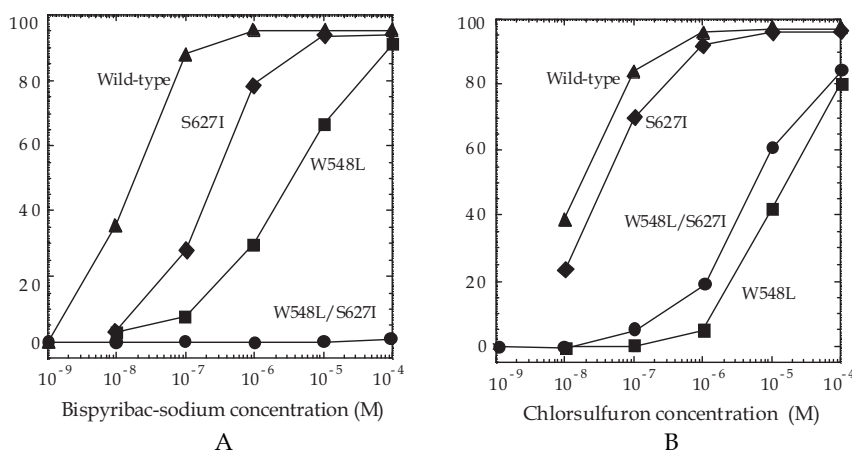 100
80
60
40
20
0
Wild-type
S627I
W548L
W548L/S627I
10⁻⁹ 10⁻⁸ 10⁻⁷ 10⁻⁶ 10⁻⁵ 10⁻⁴
Bispyribac-sodium concentration (M)
A
100
80
60
40
20
0
Wild-type
S627I
W548L/S627I
W548L
10⁻⁹ 10⁻⁸ 10⁻⁷ 10⁻⁶ 10⁻⁵ 10⁻⁴
Chlorsulfuron concentration (M)
B